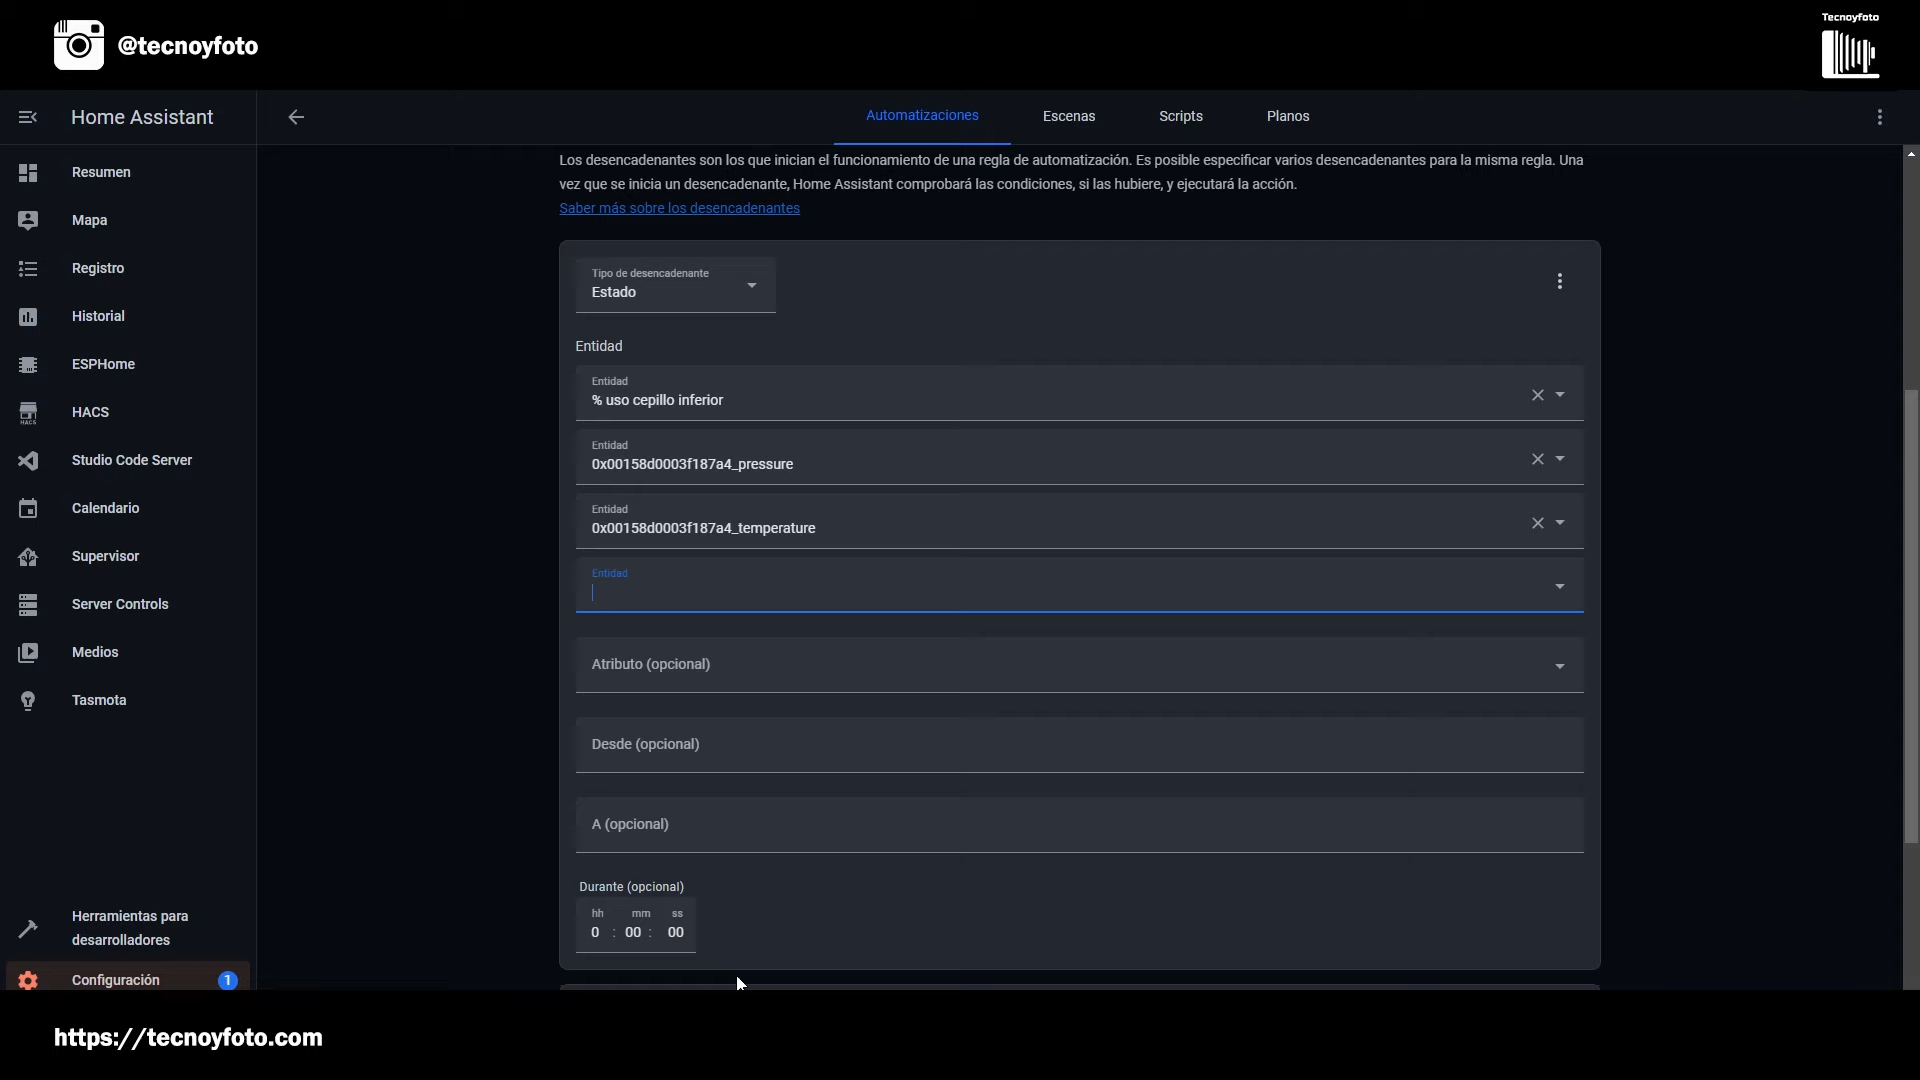 @tecnoyfoto
Tecnoyfoto
Home Assistant
Automatizaciones
Escenas
Scripts
Planos
Resumen
Mapa
Registro
Historial
ESPHome
HACS
HACS
Studio Code Server
Calendario
Supervisor
Server Controls
Medios
Tasmota
Herramientas para
desarrolladores
Configuración
1
Los desencadenantes son los que inician el funcionamiento de una regla de automatización. Es posible especificar varios desencadenantes para la misma regla. Una
vez que se inicia un desencadenante, Home Assistant comprobará las condiciones, si las hubiere, y ejecutará la acción.
Saber más sobre los desencadenantes
Tipo de desencadenante
Estado
Entidad
Entidad
% uso cepillo inferior
Entidad
0x00158d0003f187a4_pressure
Entidad
0x00158d0003f187a4_temperature
Entidad
Atributo (opcional)
Desde (opcional)
A (opcional)
Durante (opcional)
hh mm ss
0 : 00 : 00
https://tecnoyfoto.com